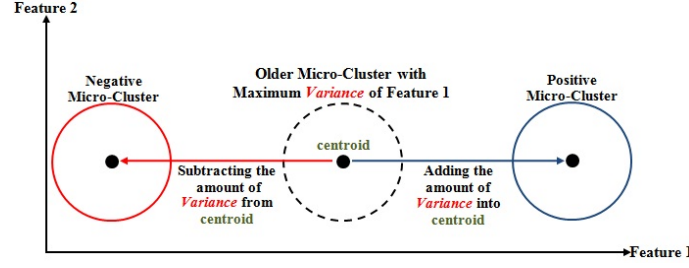 Feature 2
Negative
Micro-Cluster
Older Micro-Cluster with
Maximum Variance of Feature 1
Positive
Micro-Cluster
centroid
Subtracting the
amount of
Variance from
centroid
Adding the
amount of
Variance into
centroid
Feature 1